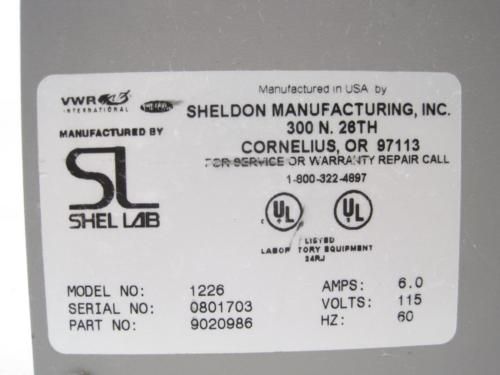 Manufactured in USA by
VWR
INTERNATIONAL
SHELDON MANUFACTURING, INC.
300 N. 26TH
CORNELIUS, OR 97113
FOR SERVICE OR WARRANTY REPAIR CALL
1-800-322-4897
MANUFACTURED BY
SL
SHEL LAB
UL
UL
LISTED
LABOR TORY EQUIPMENT
24RJ
MODEL NO: 1226
SERIAL NO: 0801703
PART NO: 9020986
AMPS: 6.0
VOLTS: 115
HZ: 60